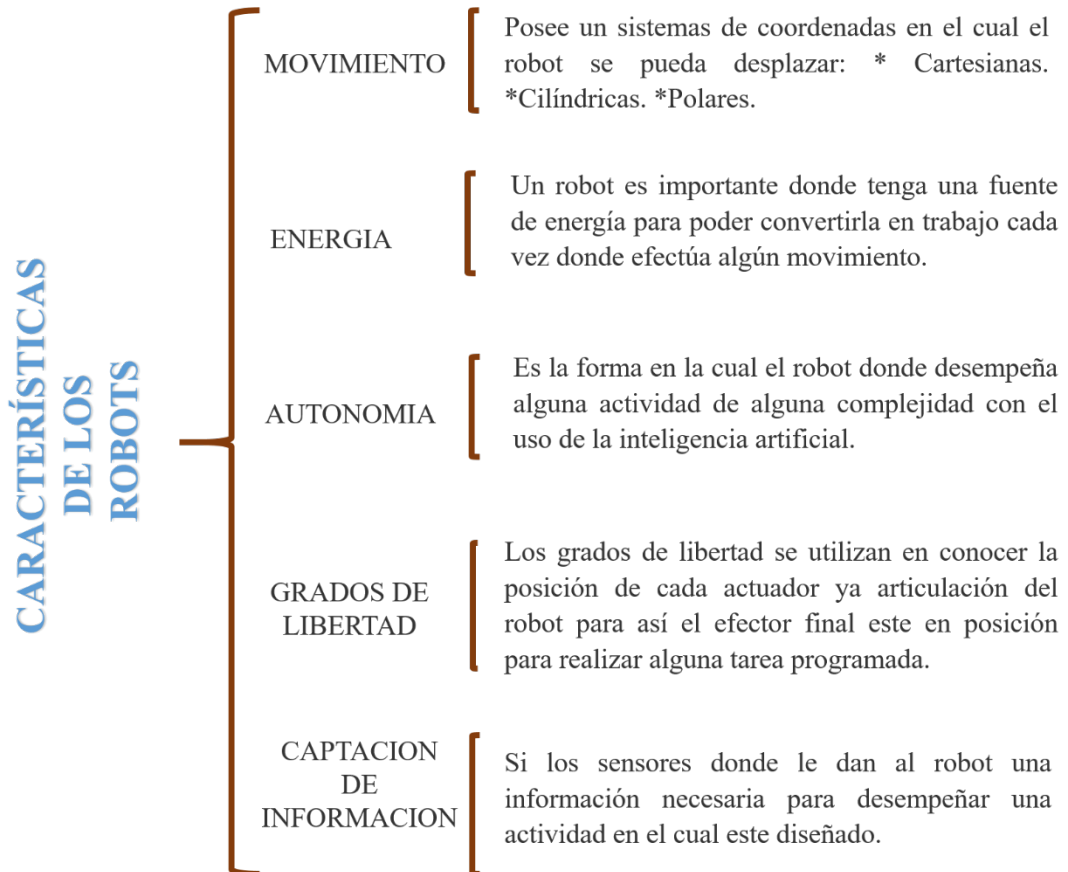 CARACTERÍSTICAS
DE LOS
ROBOTS
MOVIMIENTO
Posee un sistemas de coordenadas en el cual el
robot se pueda desplazar: * Cartesianas.
*Cilíndricas. *Polares.
ENERGIA
Un robot es importante donde tenga una fuente
de energía para poder convertirla en trabajo cada
vez donde efectúa algún movimiento.
AUTONOMIA
Es la forma en la cual el robot donde desempeña
alguna actividad de alguna complejidad con el
uso de la inteligencia artificial.
GRADOS DE
LIBERTAD
Los grados de libertad se utilizan en conocer la
posición de cada actuador ya articulación del
robot para así el efector final este en posición
para realizar alguna tarea programada.
CAPTACION
DE
INFORMACION
Si los sensores donde le dan al robot una
información necesaria para desempeñar una
actividad en el cual este diseñado.